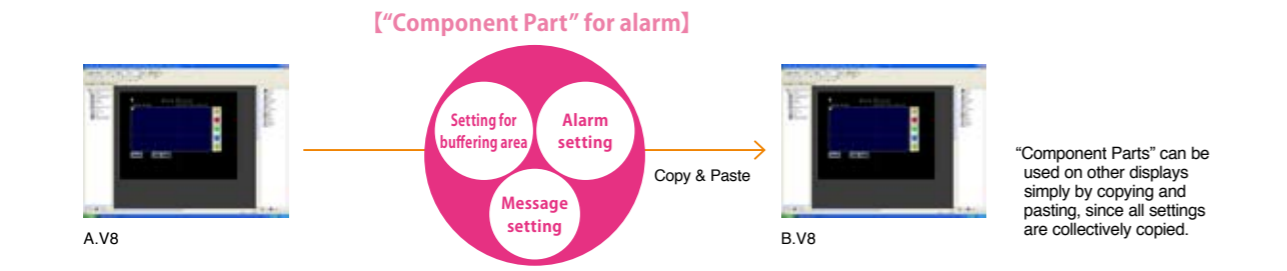 【“Component Part” for alarm】
Setting for
buffering area
Alarm
setting
Message
setting
Copy & Paste
A.V8
B.V8
“Component Parts” can be
used on other displays
simply by copying and
pasting, since all settings
are collectively copied.